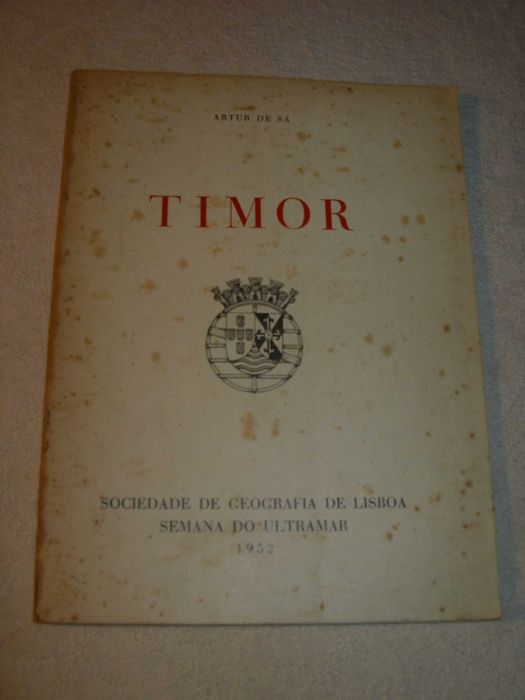 ARTUR DE SÁ
TIMOR
SOCIEDADE DE GEOGRAFIA DE LISBOA
SEMANA DO ULTRAMAR
1952